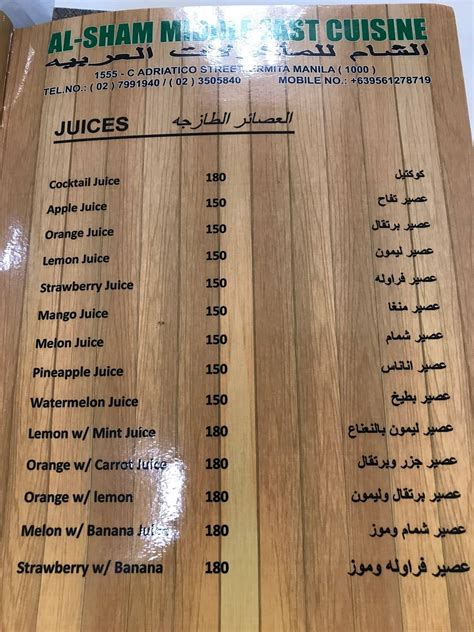 AL-SHAM MIDDLE EAST CUISINE
الشام للماكولات العربيه
1555 - C ADRIATICO STREET ERMITA MANILA ( 1000 )
TEL.NO.: ( 02 ) 7991940 / ( 02 ) 3505840 MOBILE NO.: +639561278719
JUICES العصائر الطازجه
Cocktail Juice 180 كوكتيل
Apple Juice 150 عصير تفاح
Orange Juice 150 عصير برتقال
Lemon Juice 150 عصير ليمون
Strawberry Juice 150 عصير فراوله
Mango Juice 150 عصير منغا
Melon Juice 150 عصير شمام
Pineapple Juice 150 عصير اناناس
Watermelon Juice 150 عصير بطيخ
Lemon w/ Mint Juice 180 عصير ليمون بالنعناع
Orange w/ Carrot Juice 180 عصير جزر وبرتقال
Orange w/ lemon 180 عصير برتقال وليمون
Melon w/ Banana Juice 180 عصير شمام وموز
Strawberry w/ Banana 180 عصير فراوله وموز